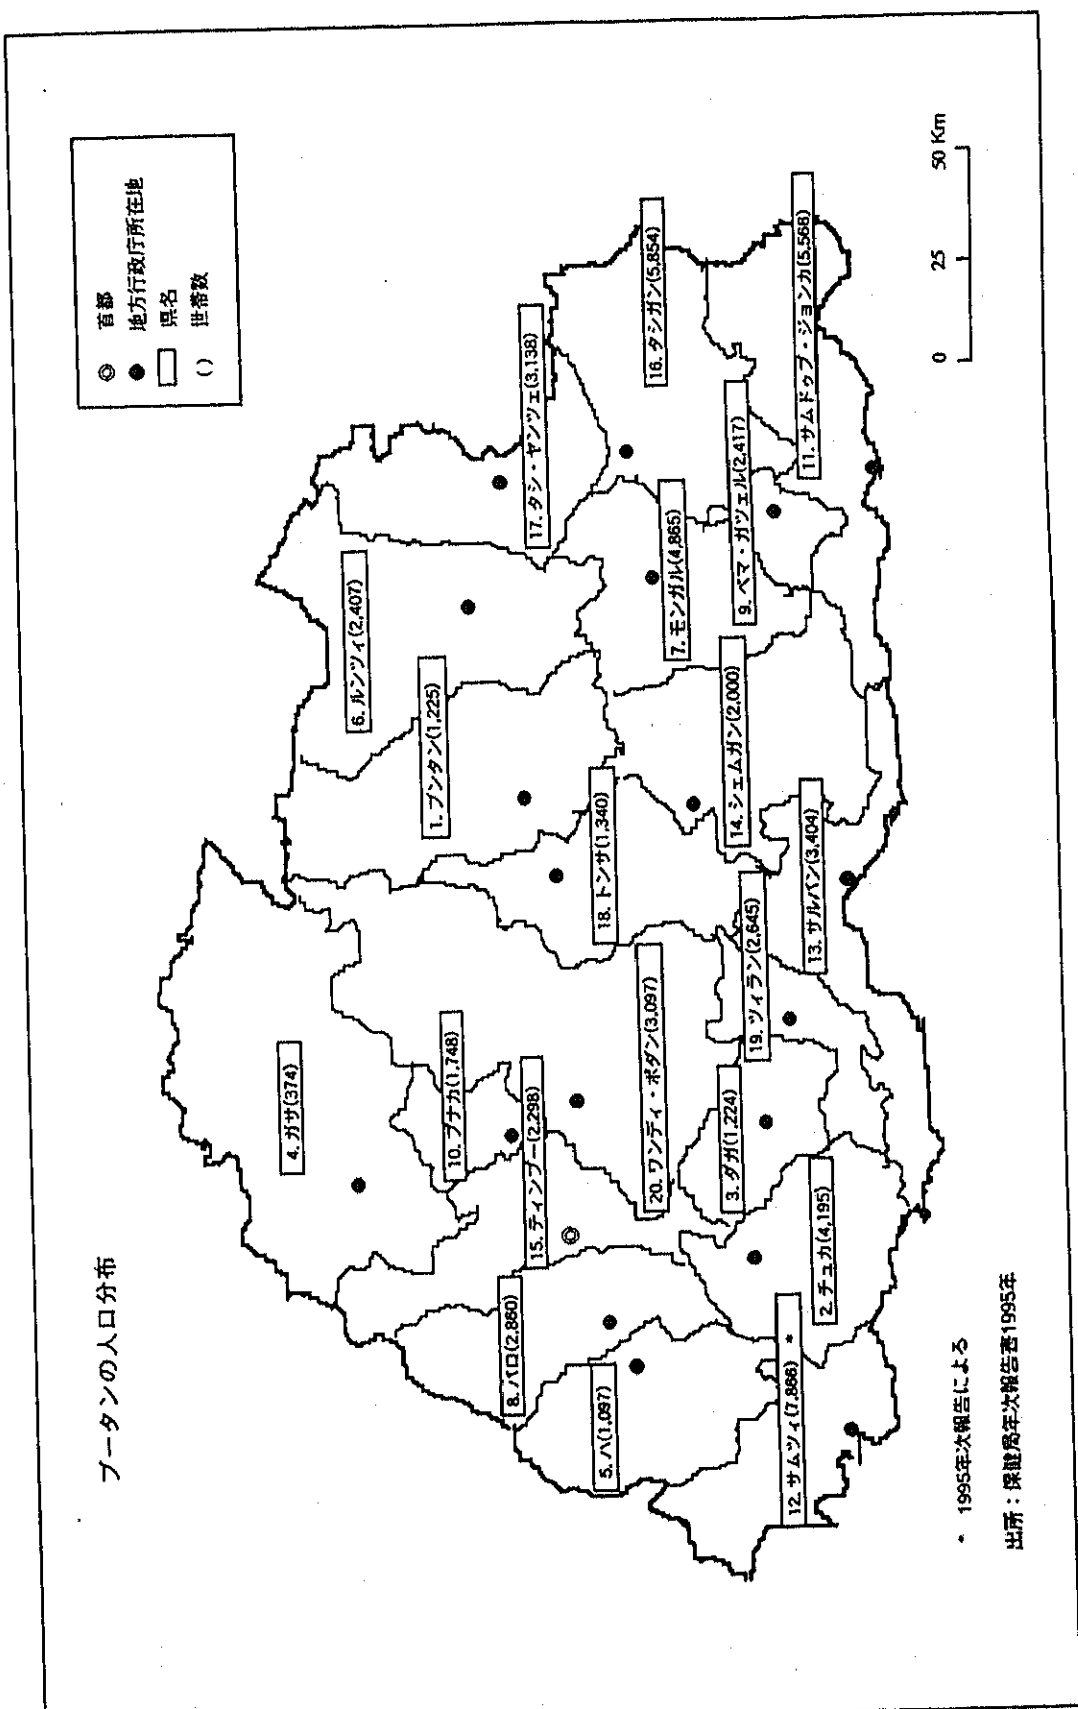 ブータンの人口分布
首都
地方行政庁所在地
県名
( ) 世帯数
4. ガサ(374)
6. ルンツィ(2,407)
1. ブンタン(1,225)
10. プナカ(1,748)
17. タシ・ヤンツェ(3,138)
15. ティンプー(2,298)
8. パロ(2,860)
5. ハ(1,097)
18. トンサ(1,340)
20. ワンディ・ポダン(3,097)
7. モンガル(4,865)
16. タシガン(5,854)
3. ダガ(1,224)
19. ツィラン(2,645)
14. シェムガン(2,000)
9. ペマ・ガツェル(2,417)
12. サムツィ(7,866) *
2. チュカ(4,195)
13. サルパン(3,404)
11. サムドゥプ・ジョンカ(5,568)
0 25 50 Km
* 1995年次報告による
出所：保健局年次報告書1995年